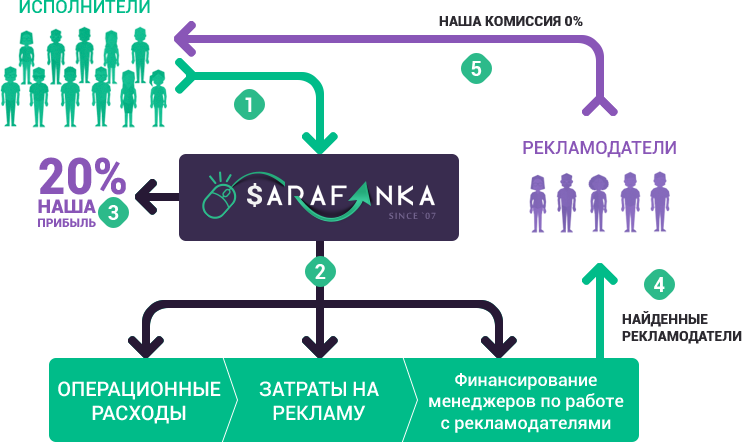 ИСПОЛНИТЕЛИ
НАША КОМИССИЯ 0%
5
1
РЕКЛАМОДАТЕЛИ
20%
НАША
ПРИБЫЛЬ
3
$ARAFANKA
SINCE '07
2
4
НАЙДЕННЫЕ
РЕКЛАМОДАТЕЛИ
ОПЕРАЦИОННЫЕ
РАСХОДЫ
ЗАТРАТЫ НА
РЕКЛАМУ
Финансирование
менеджеров по работе
с рекламодателями